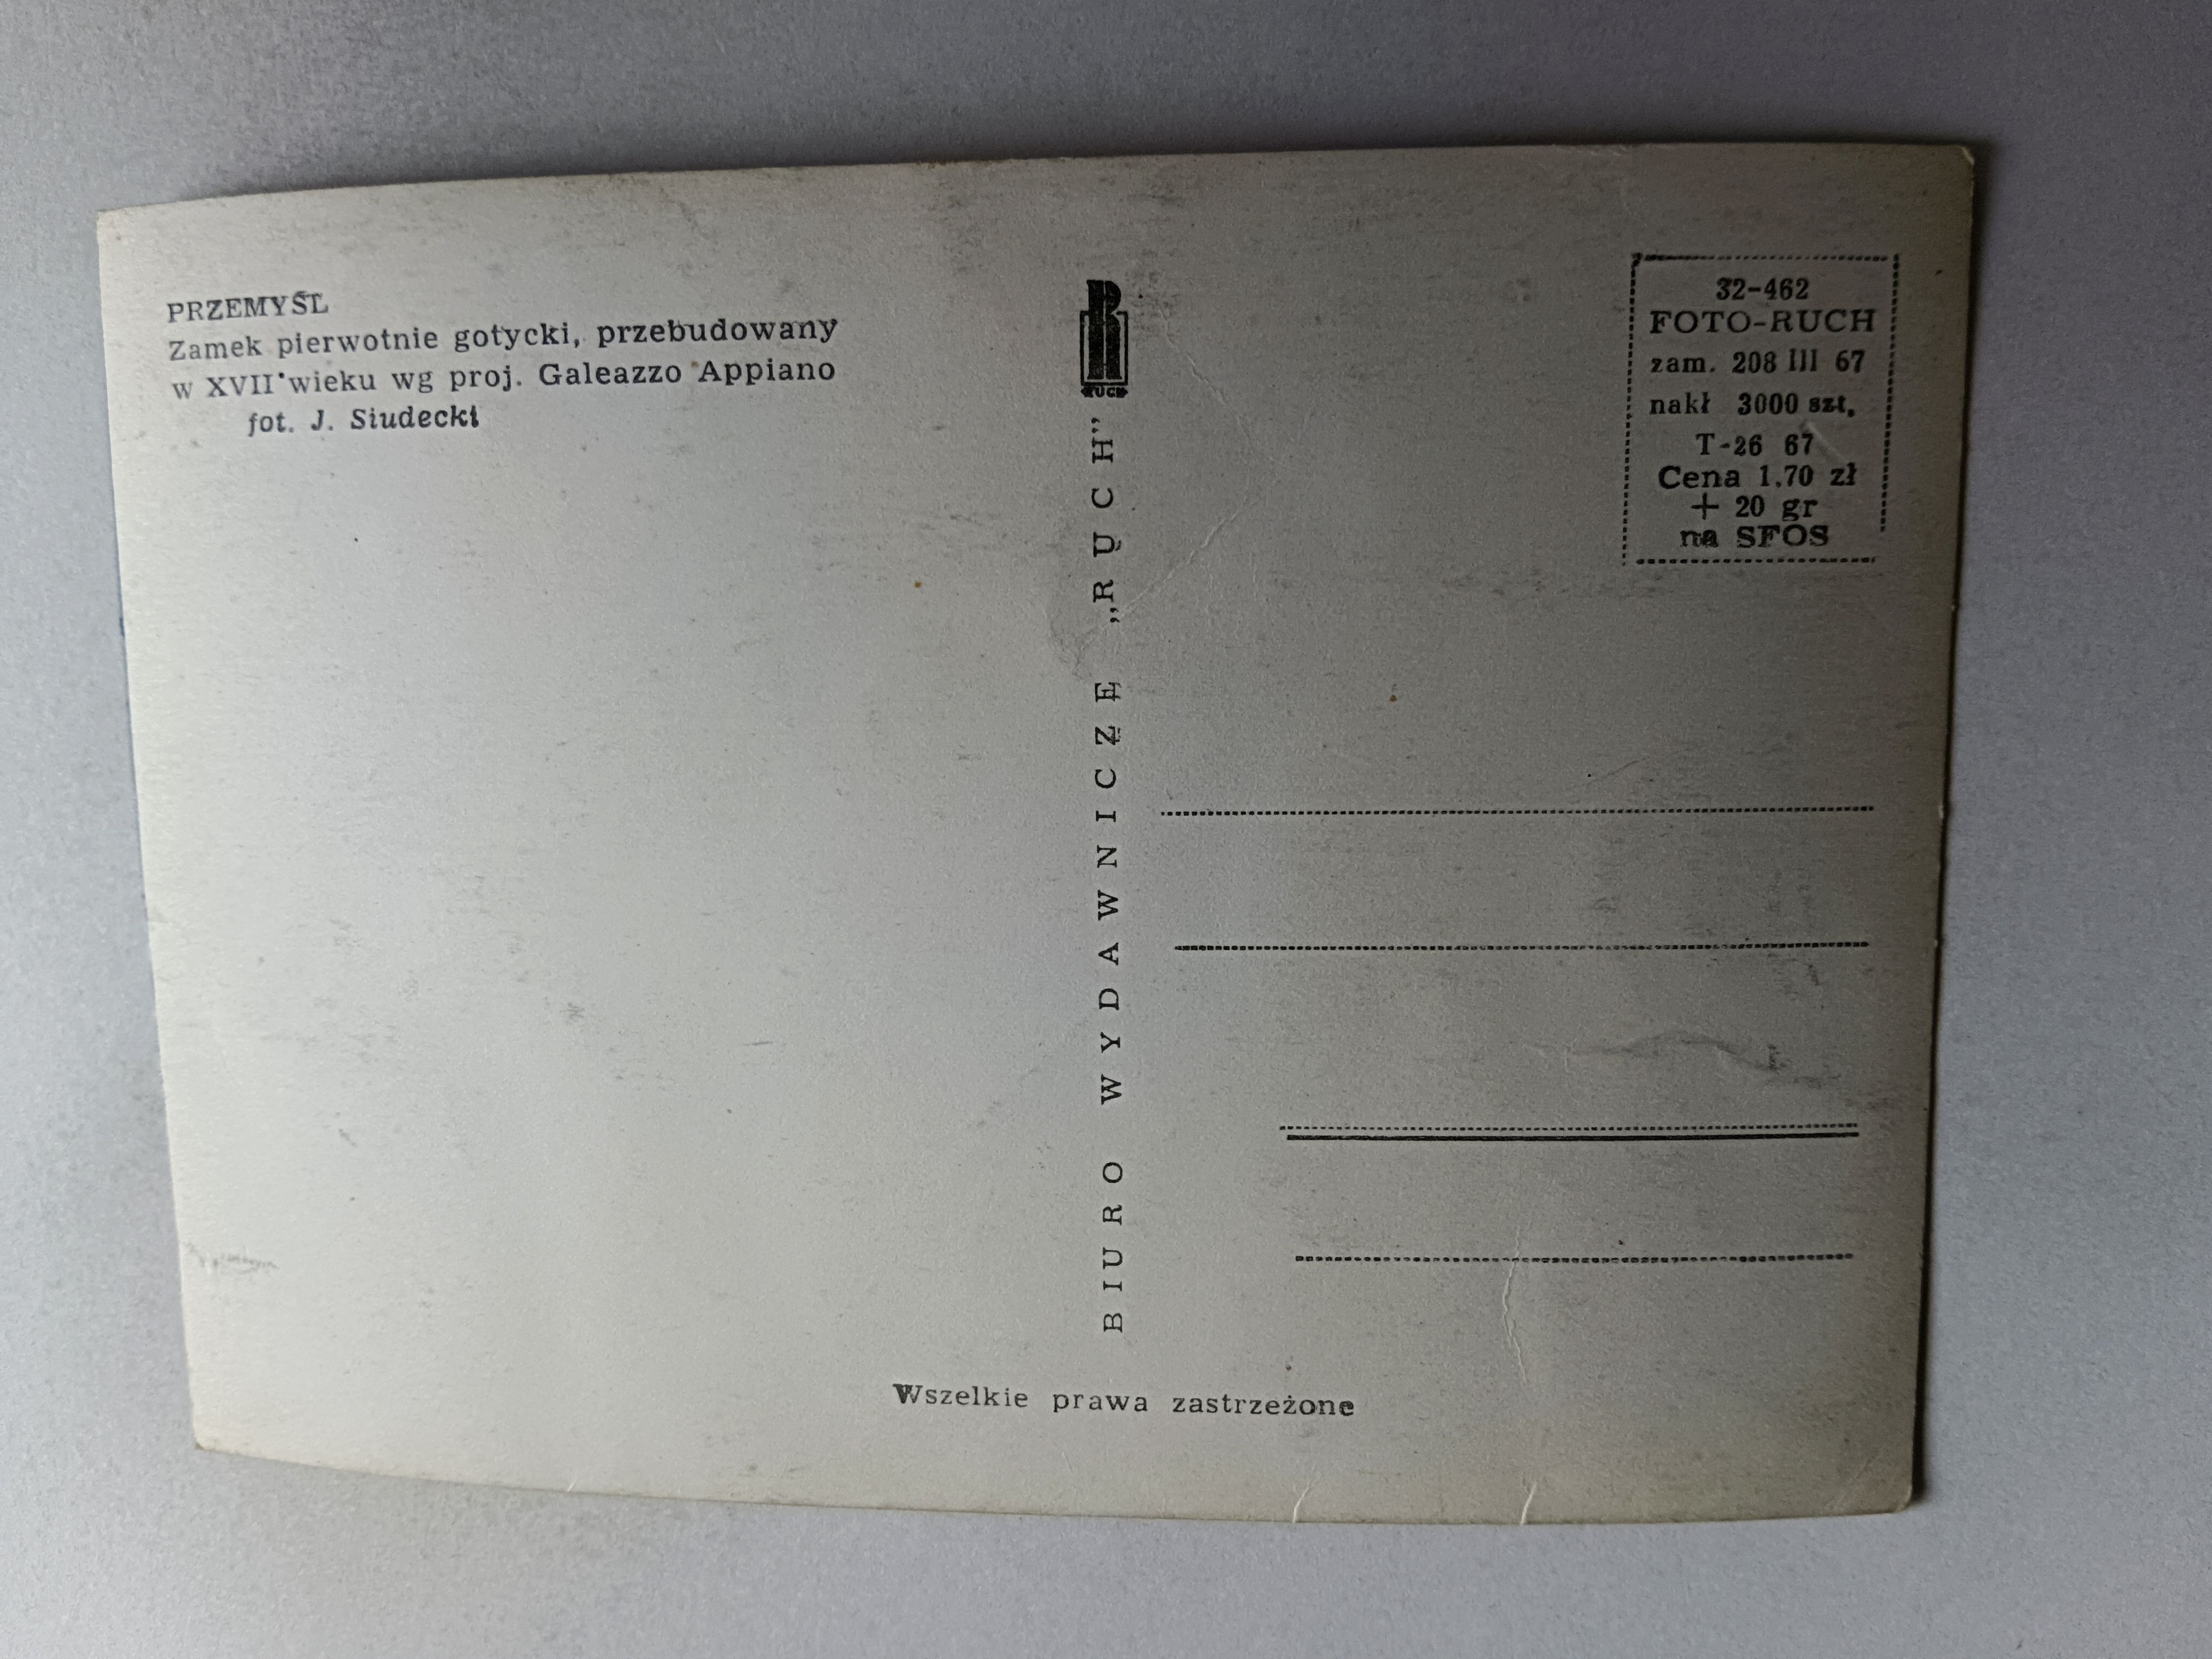 PRZEMYŚL
Zamek pierwotnie gotycki, przebudowany
w XVII wieku wg proj. Galeazzo Appiano
fot. J. Siudecki
RUCH
BIURO WYDAWNICZE „RUCH”
32-462
FOTO-RUCH
zam. 208 III 67
nakł 3000 szt.
T-26 67
Cena 1.70 zł
+ 20 gr
na SFOS
Wszelkie prawa zastrzeżone